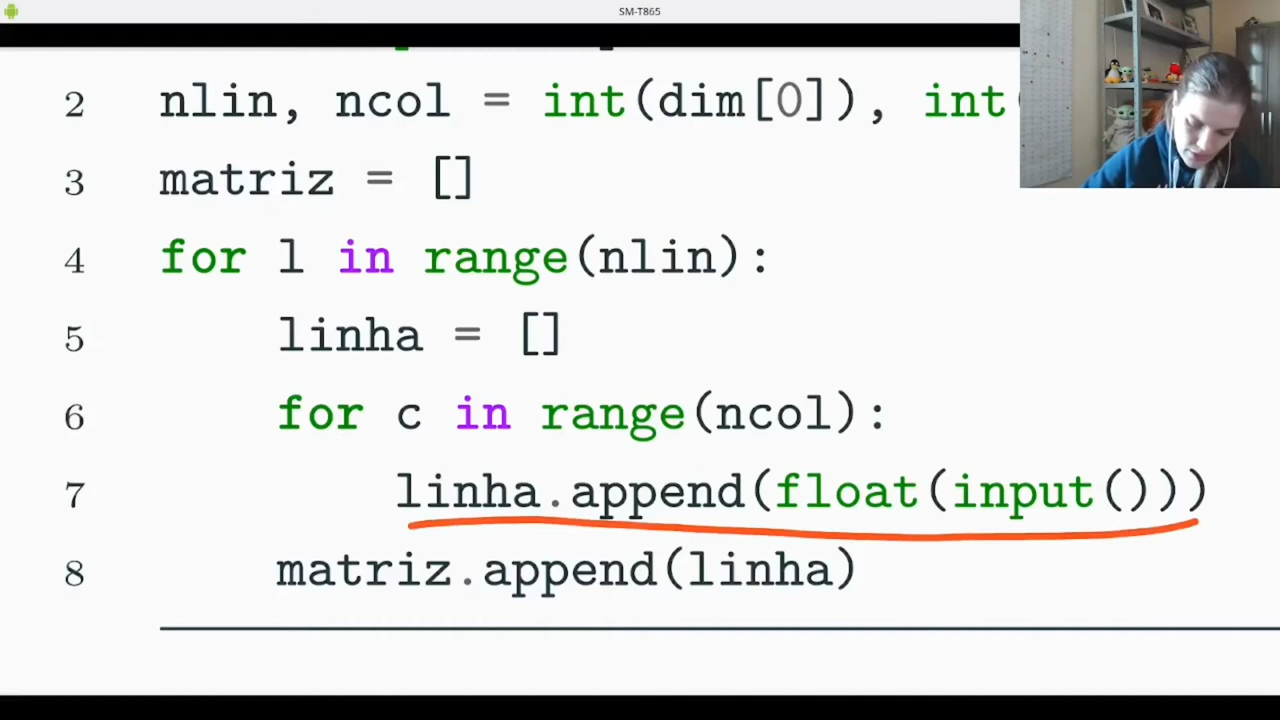 SM-T865
2 nlin, ncol = int(dim[0]), int
3 matriz = []
4 for l in range(nlin):
5 linha = []
6 for c in range(ncol):
7 linha.append(float(input()))
8 matriz.append(linha)